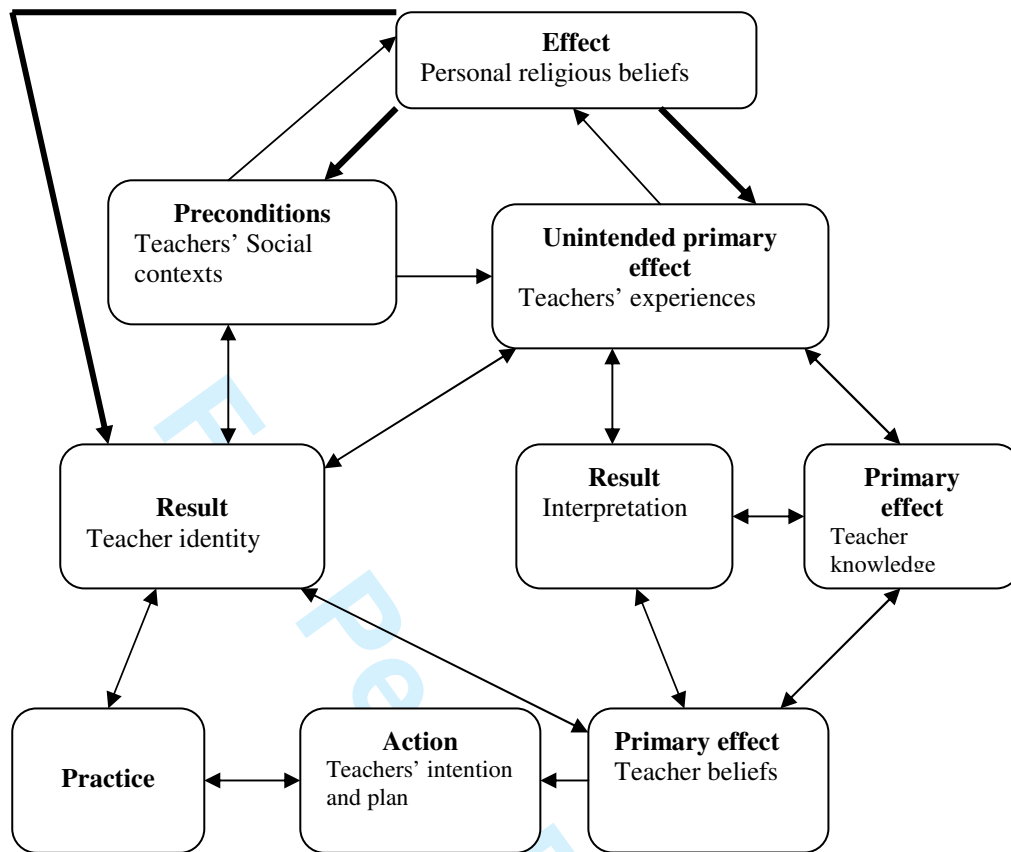 Effect
Personal religious beliefs
Preconditions
Teachers’ Social
contexts
Unintended primary
effect
Teachers’ experiences
Result
Teacher identity
Result
Interpretation
Primary
effect
Teacher
knowledge
Practice
Action
Teachers’ intention
and plan
Primary effect
Teacher beliefs
F
Pe